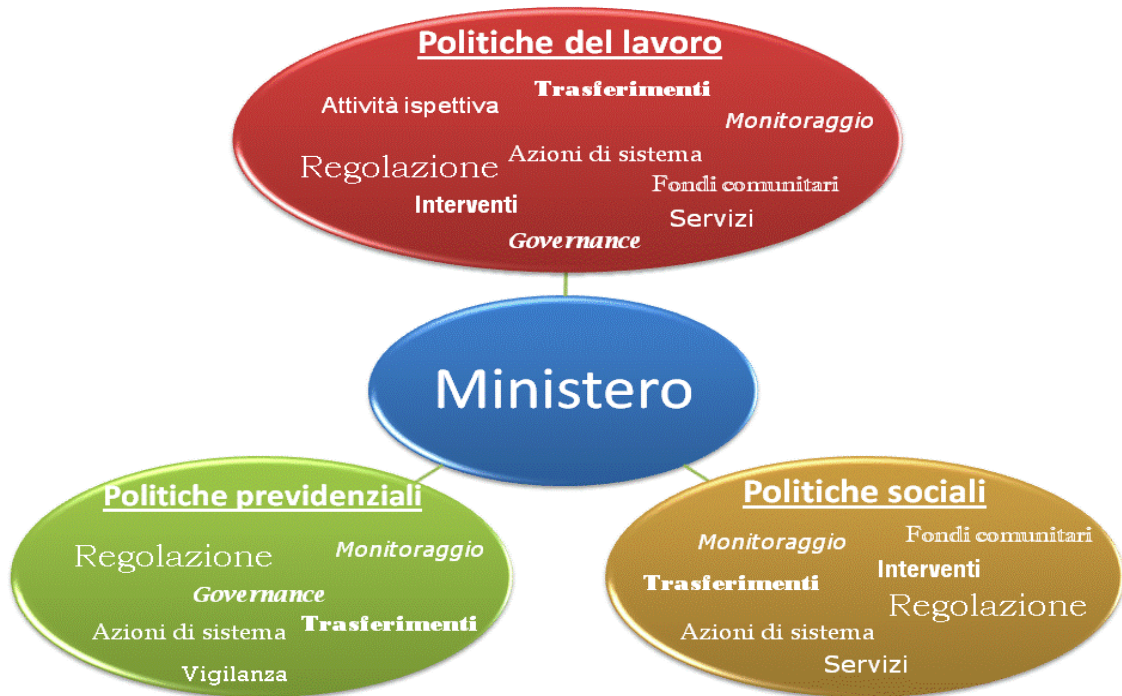 Politiche del lavoro
Trasferimenti
Attività ispettiva
Monitoraggio
Azioni di sistema
Regolazione
Fondi comunitari
Interventi
Servizi
Governance
Ministero
Politiche previdenziali
Regolazione
Monitoraggio
Governance
Azioni di sistema
Trasferimenti
Vigilanza
Politiche sociali
Fondi comunitari
Monitoraggio
Interventi
Trasferimenti
Regolazione
Azioni di sistema
Servizi